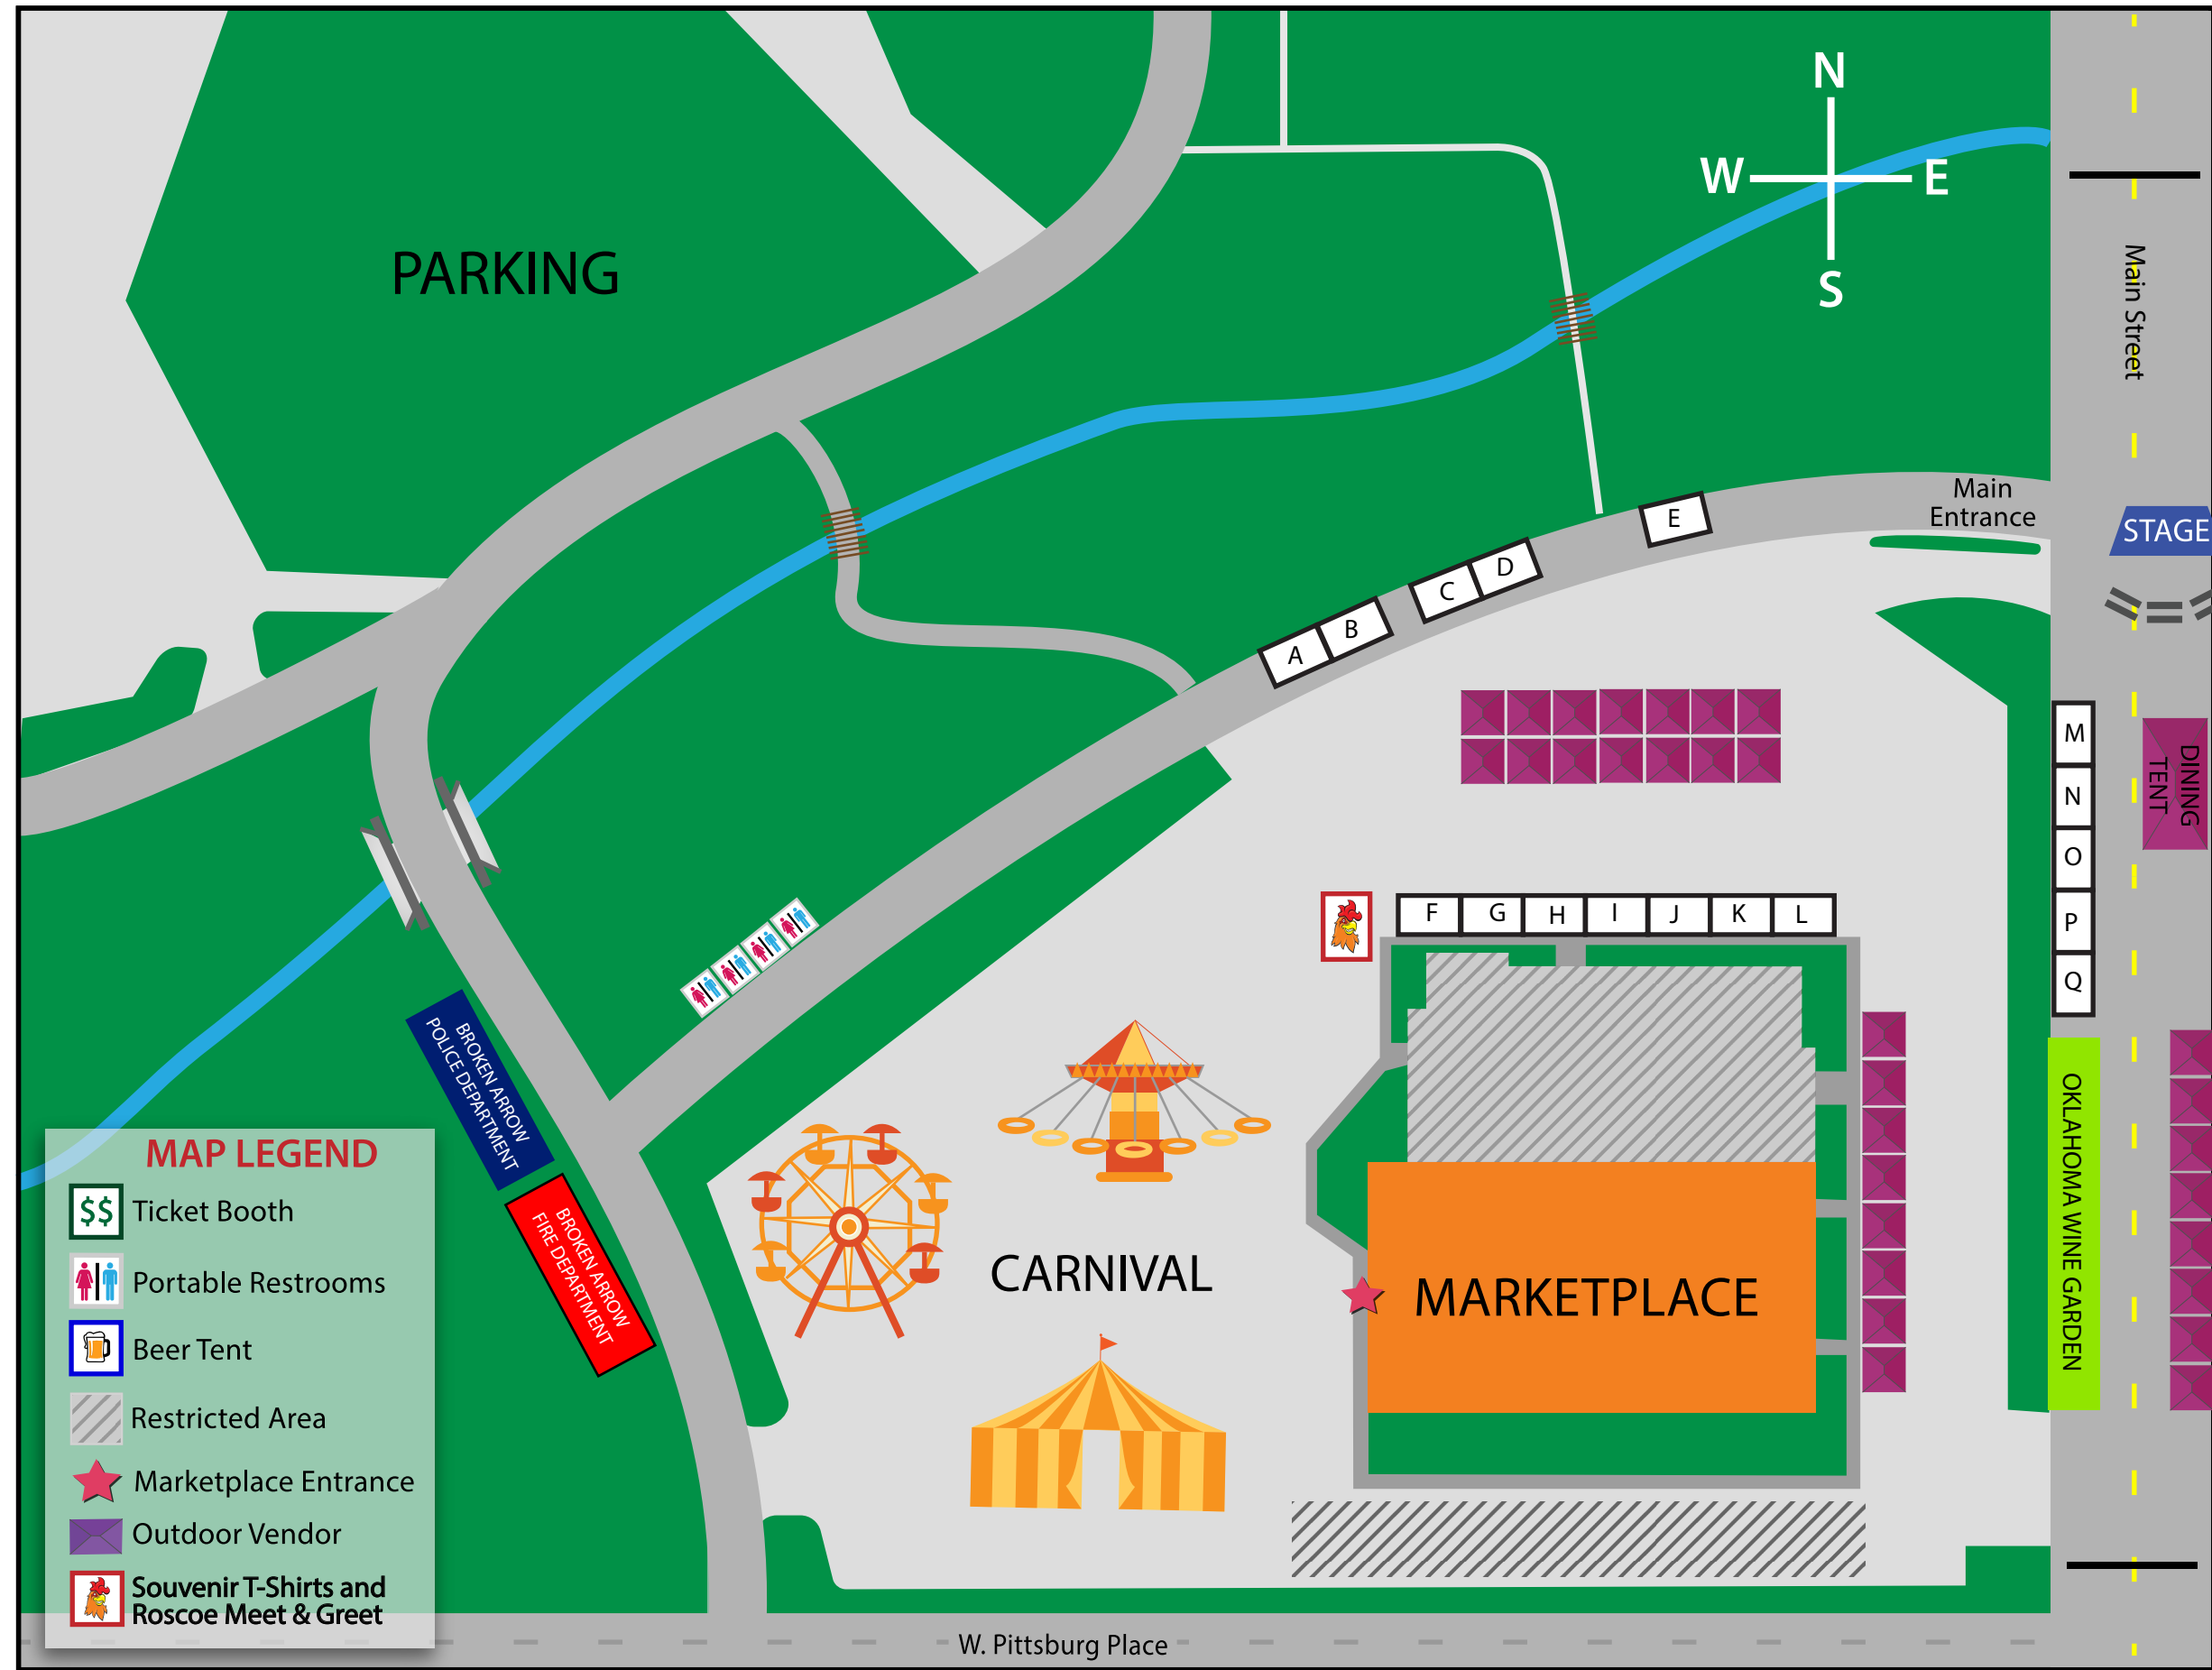 N
W E
S
PARKING
Main Street
Main
Entrance
STAGE
E
D
C
B
A
M
N
O
P
Q
DINING
TENT
F G H I J K L
BROKEN ARROW
POLICE DEPARTMENT
BROKEN ARROW
FIRE DEPARTMENT
OKLAHOMA WINE GARDEN
CARNIVAL
MARKETPLACE
MAP LEGEND
$$ Ticket Booth
Portable Restrooms
Beer Tent
Restricted Area
Marketplace Entrance
Outdoor Vendor
Souvenir T-Shirts and
Roscoe Meet & Greet
W. Pittsburg Place